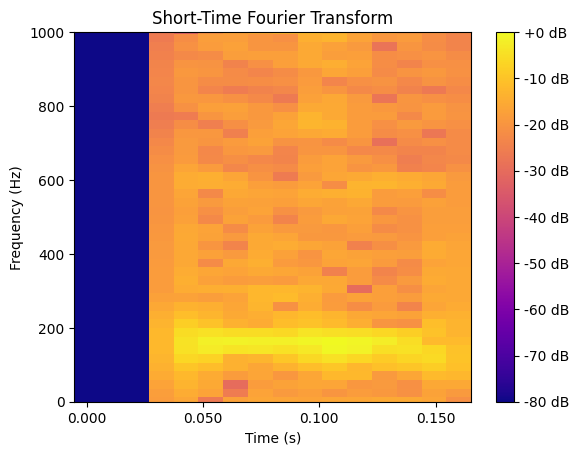 Short-Time Fourier Transform
1000
800
600
400
200
0
Frequency (Hz)
0.000
0.050
0.100
0.150
Time (s)
+0 dB
-10 dB
-20 dB
-30 dB
-40 dB
-50 dB
-60 dB
-70 dB
-80 dB